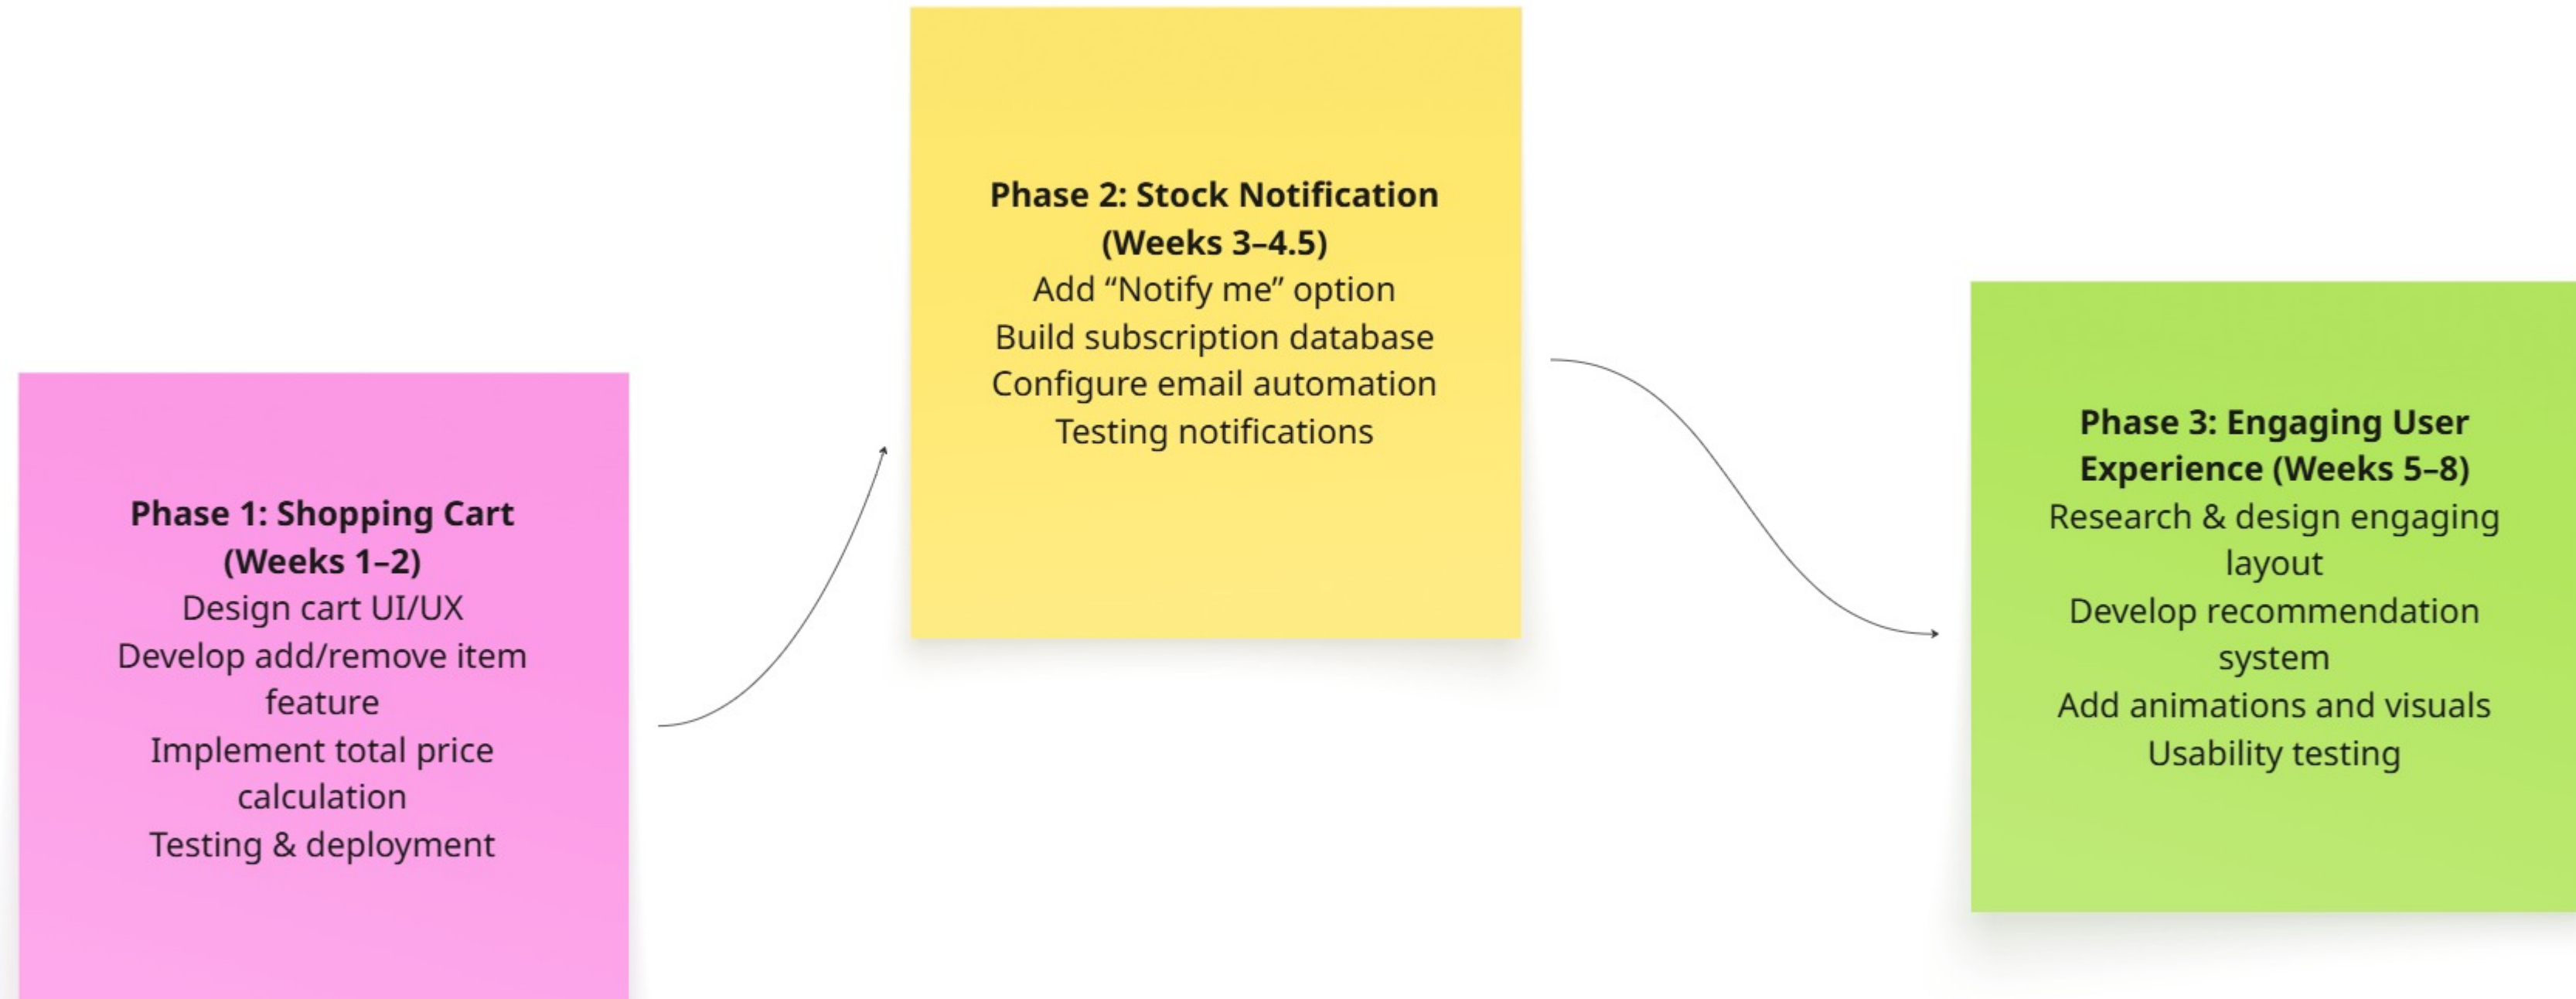 Phase 1: Shopping Cart
(Weeks 1–2)
Design cart UI/UX
Develop add/remove item
feature
Implement total price
calculation
Testing & deployment
Phase 2: Stock Notification
(Weeks 3–4.5)
Add “Notify me” option
Build subscription database
Configure email automation
Testing notifications
Phase 3: Engaging User
Experience (Weeks 5–8)
Research & design engaging
layout
Develop recommendation
system
Add animations and visuals
Usability testing